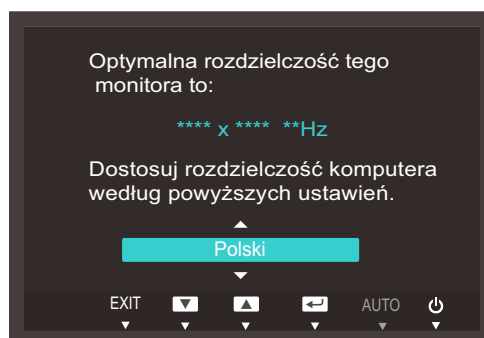 Optymalna rozdzielczość tego
monitora to:
**** x **** **Hz
Dostosuj rozdzielczość komputera
według powyższych ustawień.
Polski
EXIT AUTO